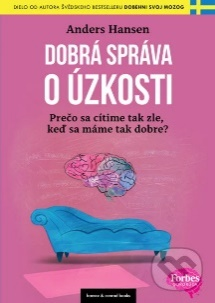 DIELO OD AUTORA ŠVÉDSKEHO BESTSELLERU DOBEHNI SVOJ MOZOG
Anders Hansen
DOBRÁ SPRÁVA
O ÚZKOSTI
Prečo sa cítime tak zle,
keď sa máme tak dobre?
Forbes